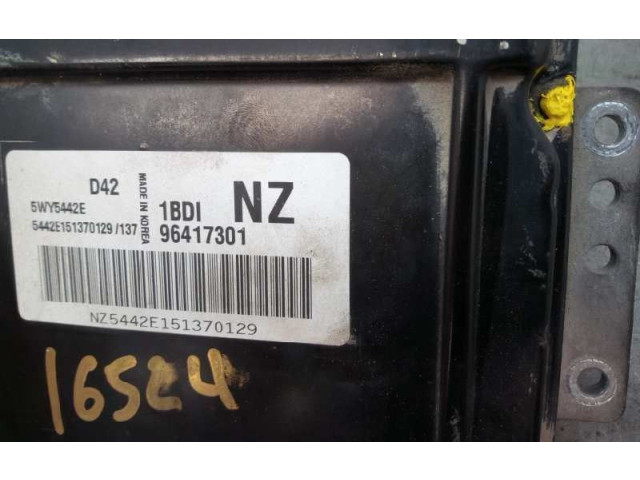 D42
5WY5442E
5442E151370129 /137
MADE IN KOREA
1BDI NZ
96417301
NZ5442E151370129
16524